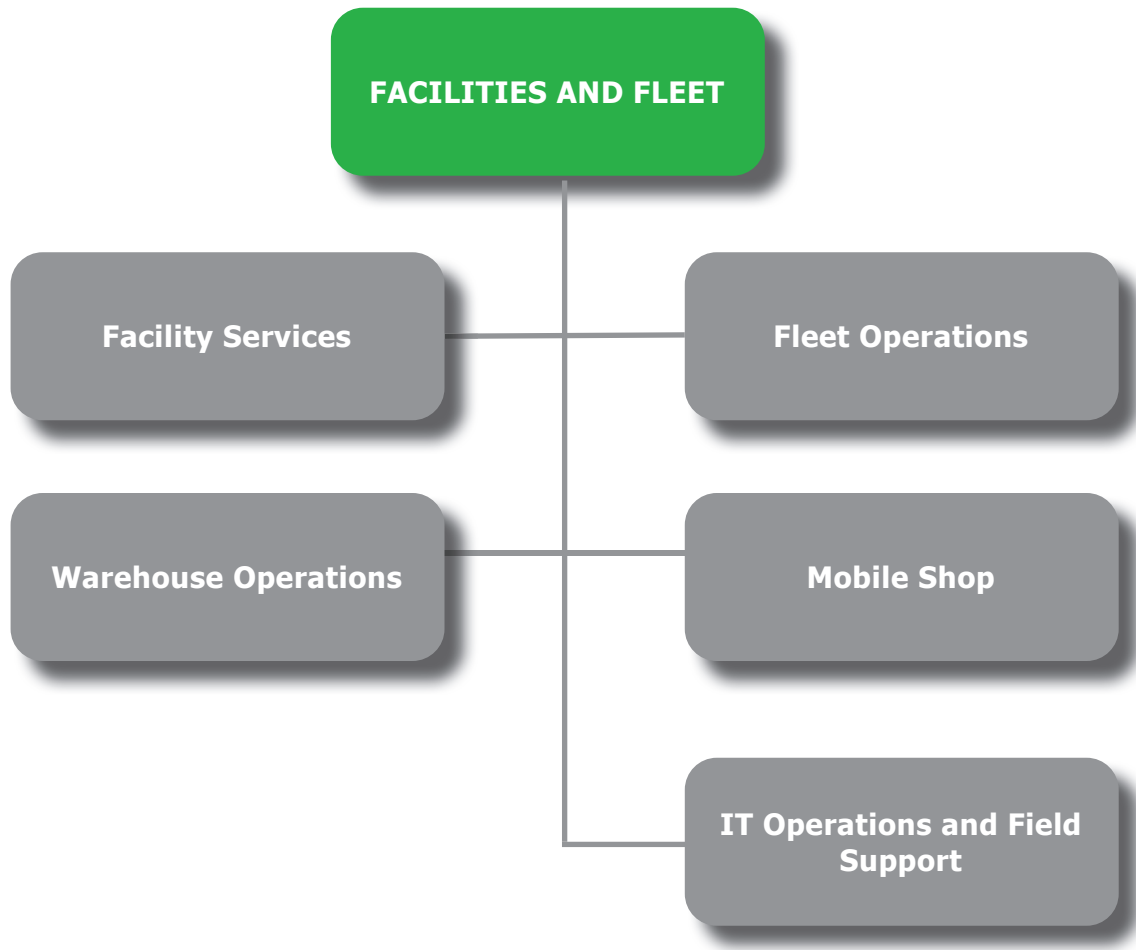 FACILITIES AND FLEET
Facility Services
Fleet Operations
Warehouse Operations
Mobile Shop
IT Operations and Field
Support